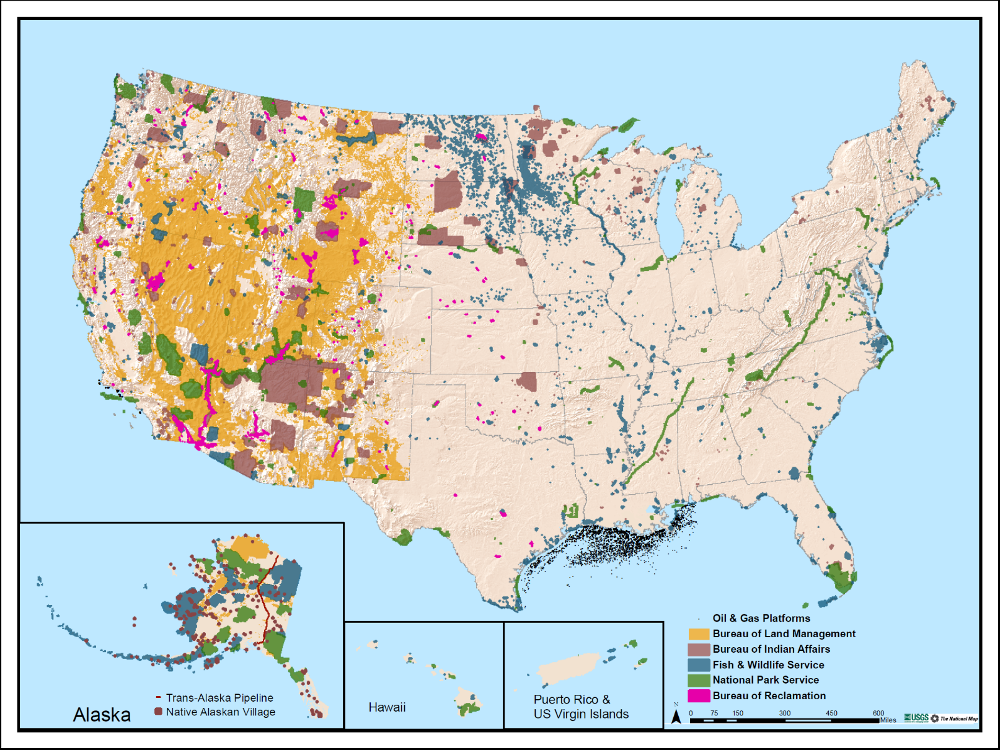 Oil & Gas Platforms
Bureau of Land Management
Bureau of Indian Affairs
Fish & Wildlife Service
National Park Service
Bureau of Reclamation
Trans-Alaska Pipeline
Native Alaskan Village
Alaska
Hawaii
Puerto Rico &
US Virgin Islands
N
0 75 150 300 450 600
Miles
USGS
The National Map